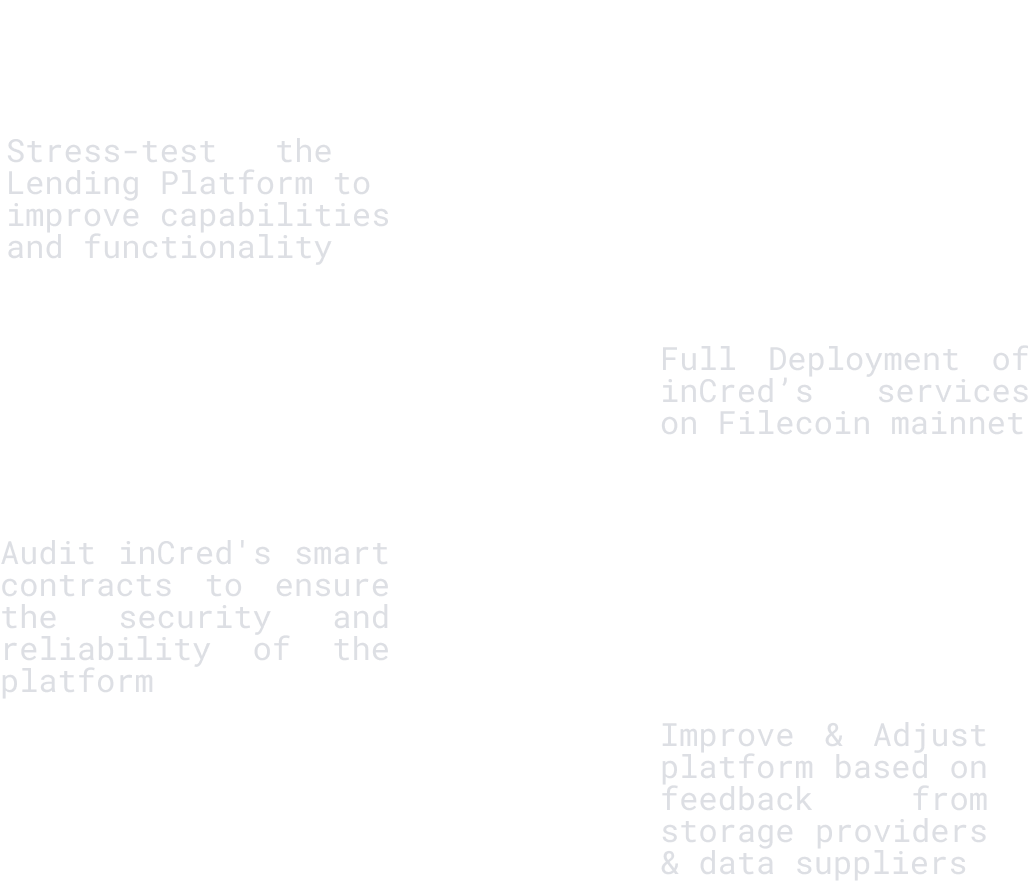 Stress-test the
Lending Platform to
improve capabilities
and functionality
Full Deployment of
inCred’s services
on Filecoin mainnet
Audit inCred's smart
contracts to ensure
the security and
reliability of the
platform
Improve & Adjust
platform based on
feedback from
storage providers
& data suppliers